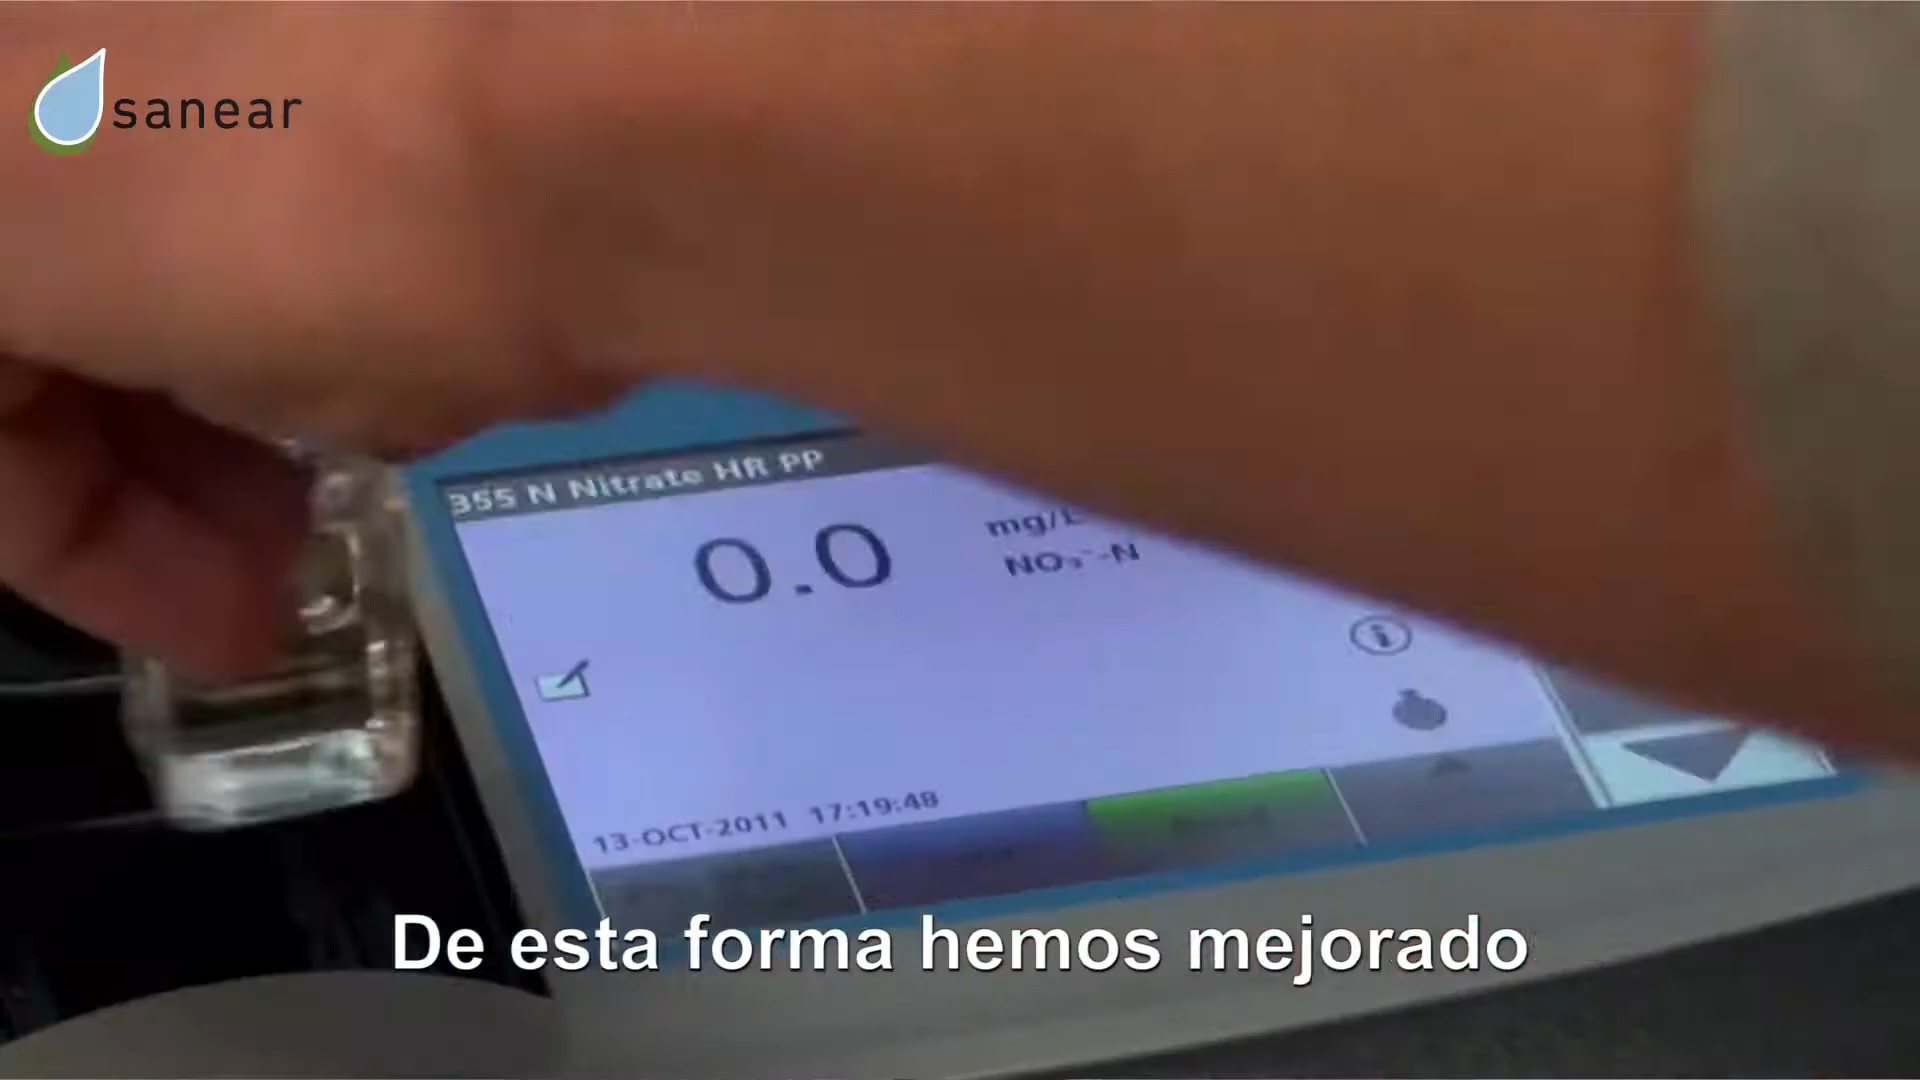 sanear
355 N Nitrate HR PP
0.0
mg/L
NO₃⁻-N
13-OCT-2011 17:19:48
De esta forma hemos mejorado